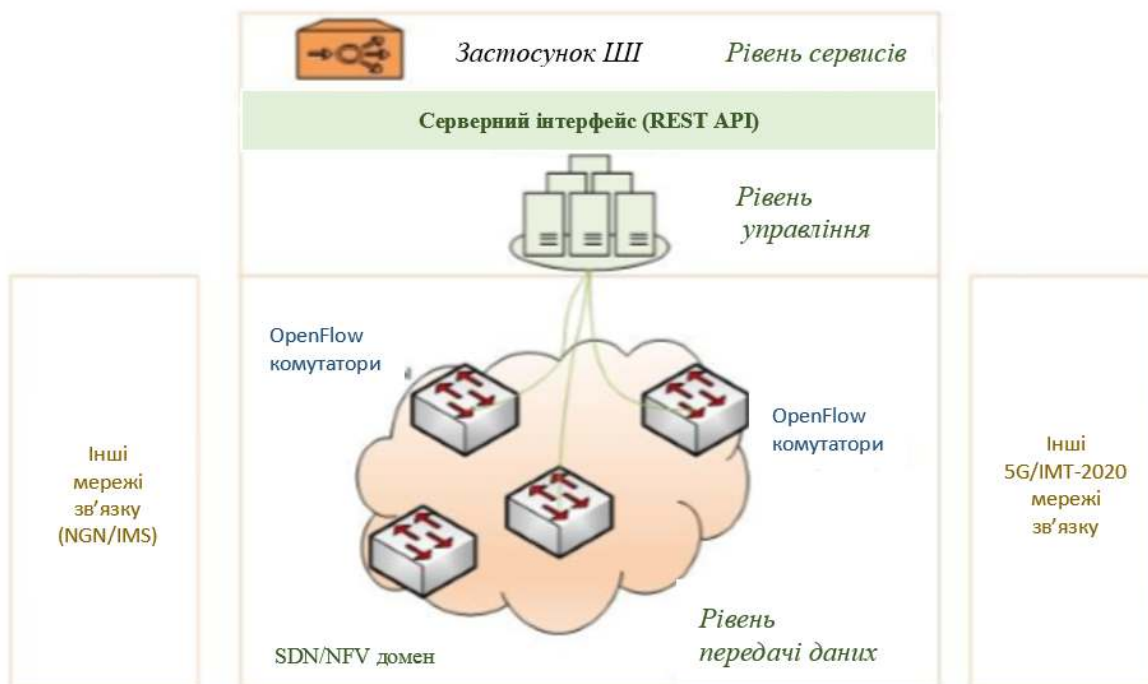 Застосунок ШІ
Рівень сервисів
Серверний інтерфейс (REST API)
Рівень
управління
OpenFlow
комутатори
OpenFlow
комутатори
Інші
мережі
зв’язку
(NGN/IMS)
Інші
5G/IMT-2020
мережі
зв’язку
SDN/NFV домен
Рівень
передачі даних